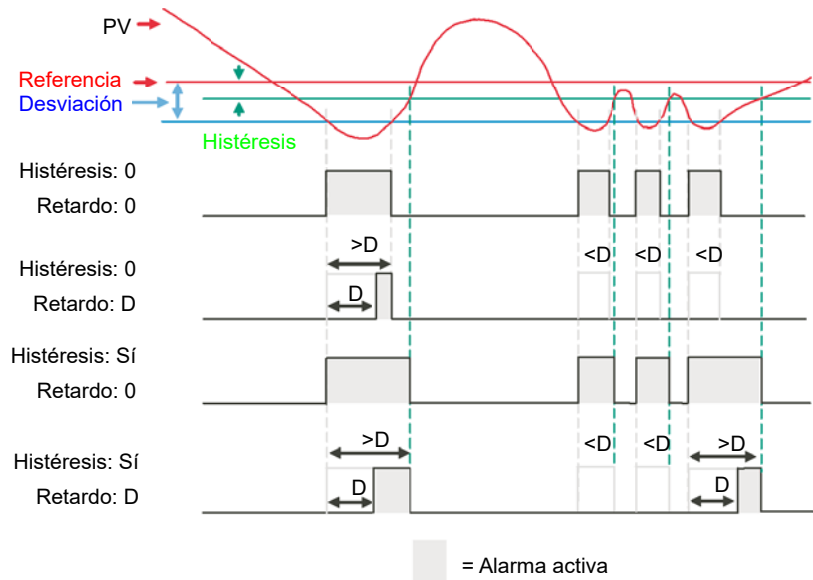 PV
Referencia
Desviación
Histéresis
Histéresis: 0
Retardo: 0
>D
<D
<D
<D
Histéresis: 0
D
Retardo: D
Histéresis: Sí
Retardo: 0
>D
<D
<D
>D
Histéresis: Sí
D
D
Retardo: D
= Alarma activa